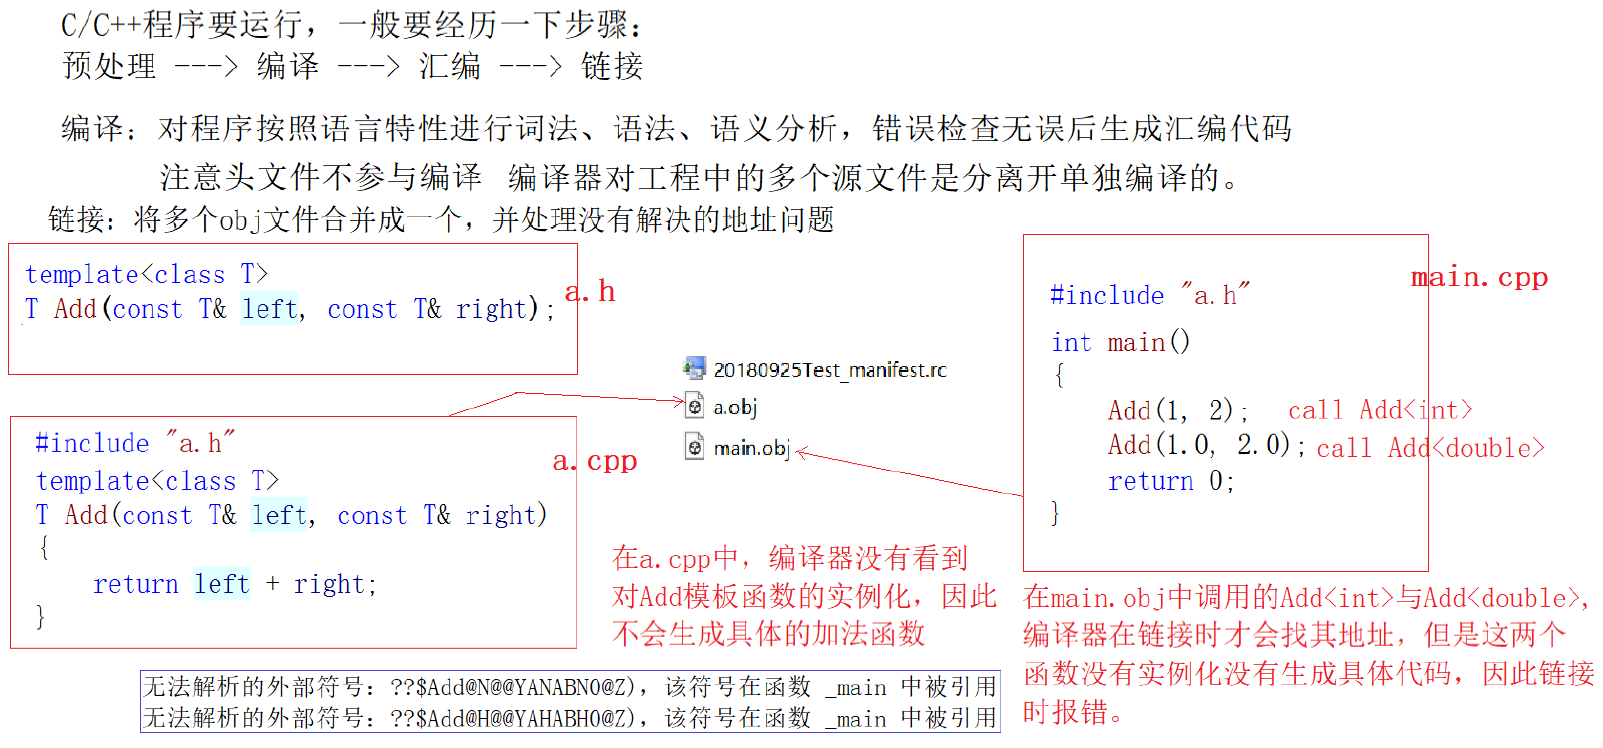 C/C++程序要运行，一般要经历一下步骤：
预处理 ---> 编译 ---> 汇编 ---> 链接
编译：对程序按照语言特性进行词法、语法、语义分析，错误检查无误后生成汇编代码
注意头文件不参与编译 编译器对工程中的多个源文件是分离开单独编译的。
链接：将多个obj文件合并成一个，并处理没有解决的地址问题
template<class T>
T Add(const T& left, const T& right);
a.h
#include "a.h"
template<class T>
T Add(const T& left, const T& right)
{
return left + right;
}
a.cpp
20180925Test_manifest.rc
a.obj
main.obj
main.cpp
#include "a.h"
int main()
{
Add(1, 2); call Add<int>
Add(1.0, 2.0); call Add<double>
return 0;
}
在a.cpp中，编译器没有看到
对Add模板函数的实例化，因此
不会生成具体的加法函数
在main.obj中调用的Add<int>与Add<double>,
编译器在链接时才会找其地址，但是这两个
函数没有实例化没有生成具体代码，因此链接
时报错。
无法解析的外部符号：??$Add@N@@YANABN0@Z)，该符号在函数 _main 中被引用
无法解析的外部符号：??$Add@H@@YAHABH0@Z)，该符号在函数 _main 中被引用